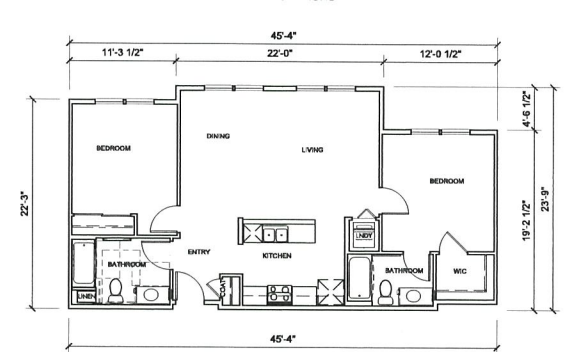 45'-4"
11'-3 1/2"
22'-0"
12'-0 1/2"
4'-6 1/2"
DINING
BEDROOM
LIVING
BEDROOM
22'-3"
19'-2 1/2"
23'-9"
LNDY
ENTRY
KITCHEN
BATHROOM
BATHROOM
W.I.C
COAT
LINEN
45'-4"